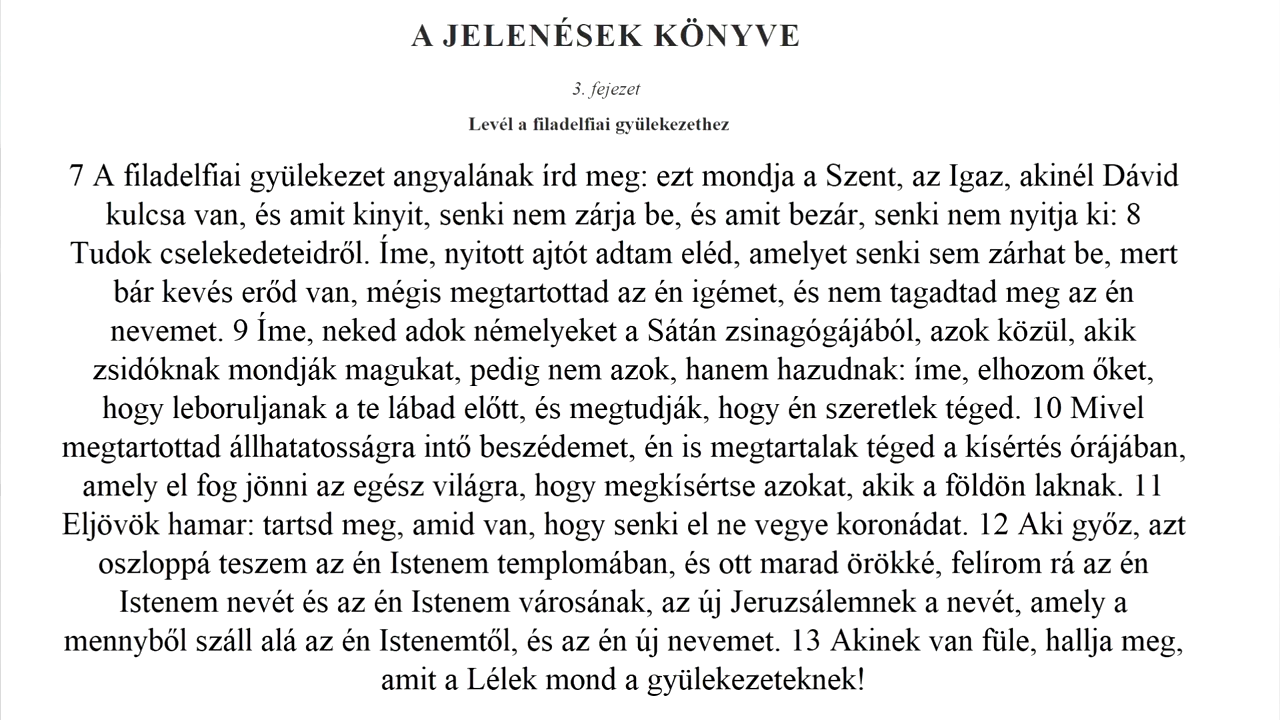 A JELENÉSEK KÖNYVE
3. fejezet
Levél a filadelfiai gyülekezethez
7 A filadelfiai gyülekezet angyalának írd meg: ezt mondja a Szent, az Igaz, akinél Dávid
kulcsa van, és amit kinyit, senki nem zárja be, és amit bezár, senki nem nyitja ki: 8
Tudok cselekedeteidről. Íme, nyitott ajtót adtam eléd, amelyet senki sem zárhat be, mert
bár kevés erőd van, mégis megtartottad az én igémet, és nem tagadtad meg az én
nevemet. 9 Íme, neked adok némelyeket a Sátán zsinagógájából, azok közül, akik
zsidóknak mondják magukat, pedig nem azok, hanem hazudnak: íme, elhozom őket,
hogy leboruljanak a te lábad előtt, és megtudják, hogy én szeretlek téged. 10 Mivel
megtartottad állhatatosságra intő beszédemet, én is megtartalak téged a kísértés órájában,
amely el fog jönni az egész világra, hogy megkísértse azokat, akik a földön laknak. 11
Eljövök hamar: tartsd meg, amid van, hogy senki el ne vegye koronádat. 12 Aki győz, azt
oszloppá teszem az én Istenem templomában, és ott marad örökké, felírom rá az én
Istenem nevét és az én Istenem városának, az új Jeruzsálemnek a nevét, amely a
mennyből száll alá az én Istenemtől, és az én új nevemet. 13 Akinek van füle, hallja meg,
amit a Lélek mond a gyülekezeteknek!